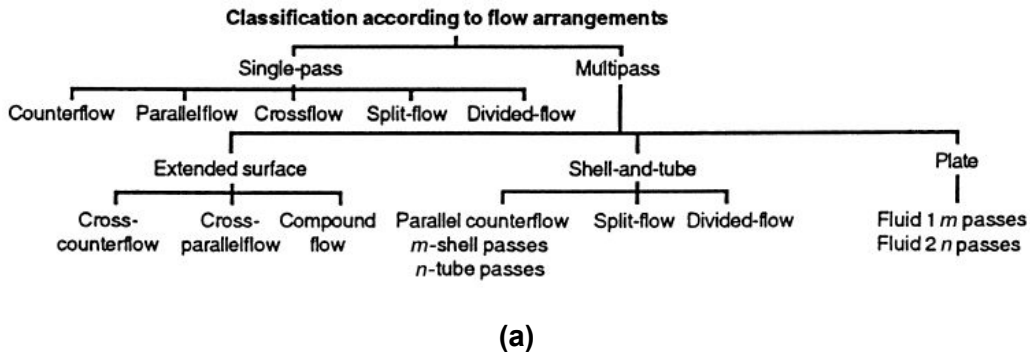 Classification according to flow arrangements
Single-pass
Multipass
Counterflow
Parallelflow
Crossflow
Split-flow
Divided-flow
Extended surface
Shell-and-tube
Plate
Cross-
counterflow
Cross-
parallelflow
Compound
flow
Parallel counterflow
m-shell passes
n-tube passes
Split-flow
Divided-flow
Fluid 1 m passes
Fluid 2 n passes
(a)